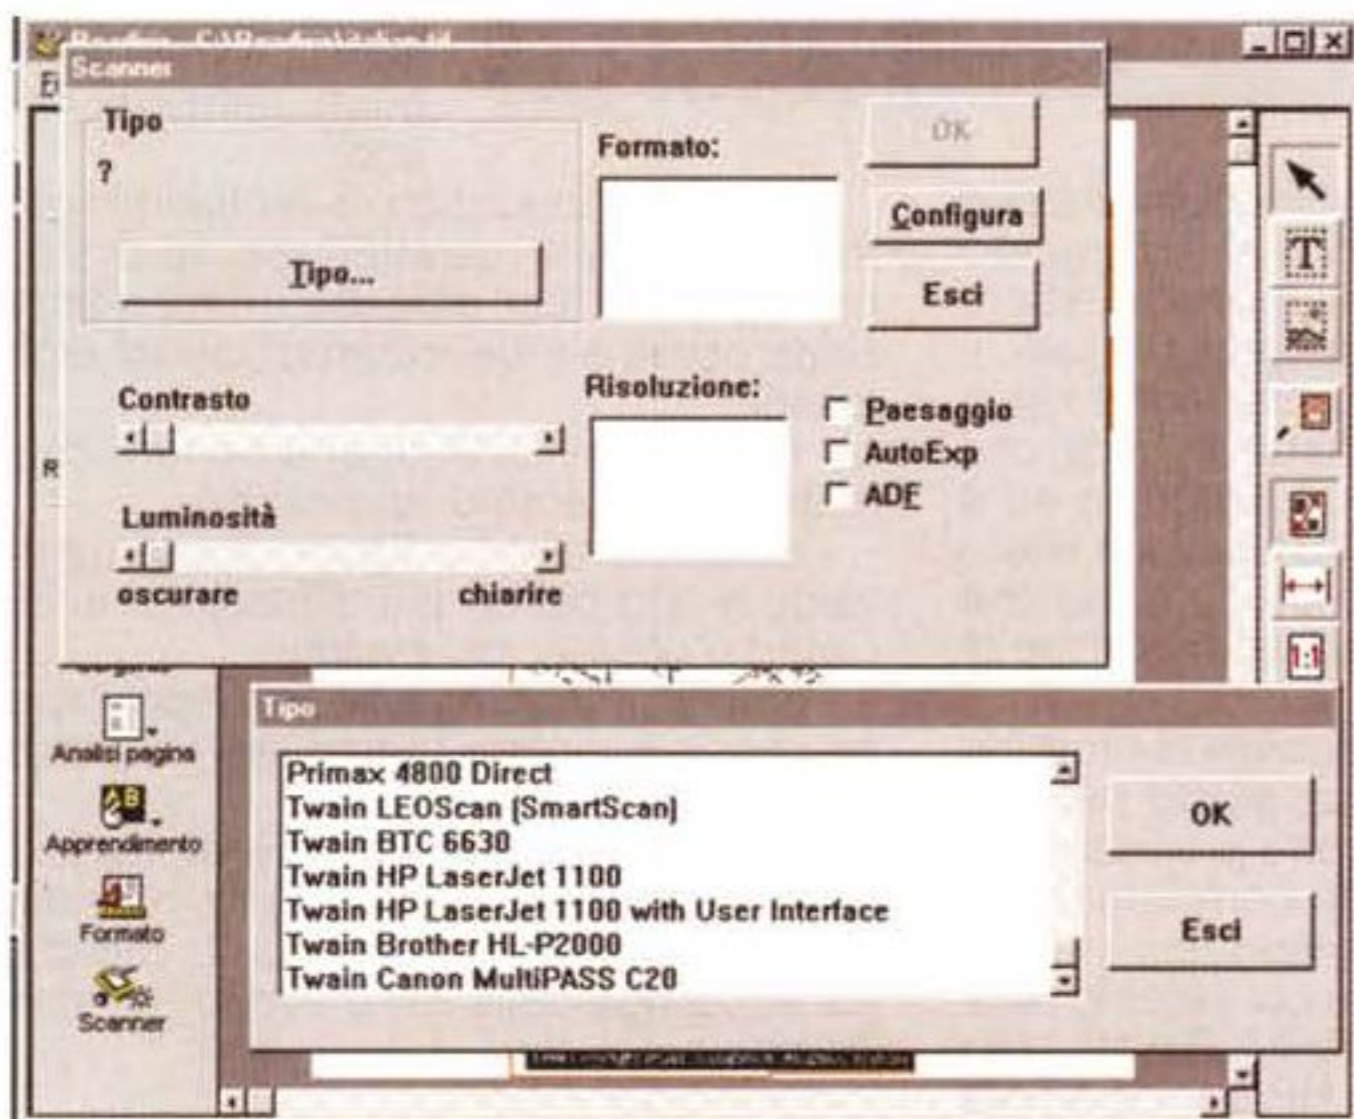 Scanner
Tipo
?
Tipo...
Formato:
OK
Configura
Esci
Contrasto
Luminosità
oscurare chiarire
Risoluzione:
Paesaggio
AutoExp
ADF
R
1:1
Analisi pagina
Apprendimento
Formato
Scanner
Tipo
Primax 4800 Direct
Twain LEOScan (SmartScan)
Twain BTC 6630
Twain HP LaserJet 1100
Twain HP LaserJet 1100 with User Interface
Twain Brother HL-P2000
Twain Canon MultiPASS C20
OK
Esci